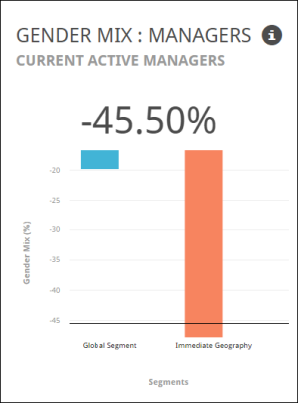 GENDER MIX : MANAGERS
CURRENT ACTIVE MANAGERS
-45.50%
-20
-25
-30
-35
-40
-45
Gender Mix (%)
Global Segment Immediate Geography
Segments